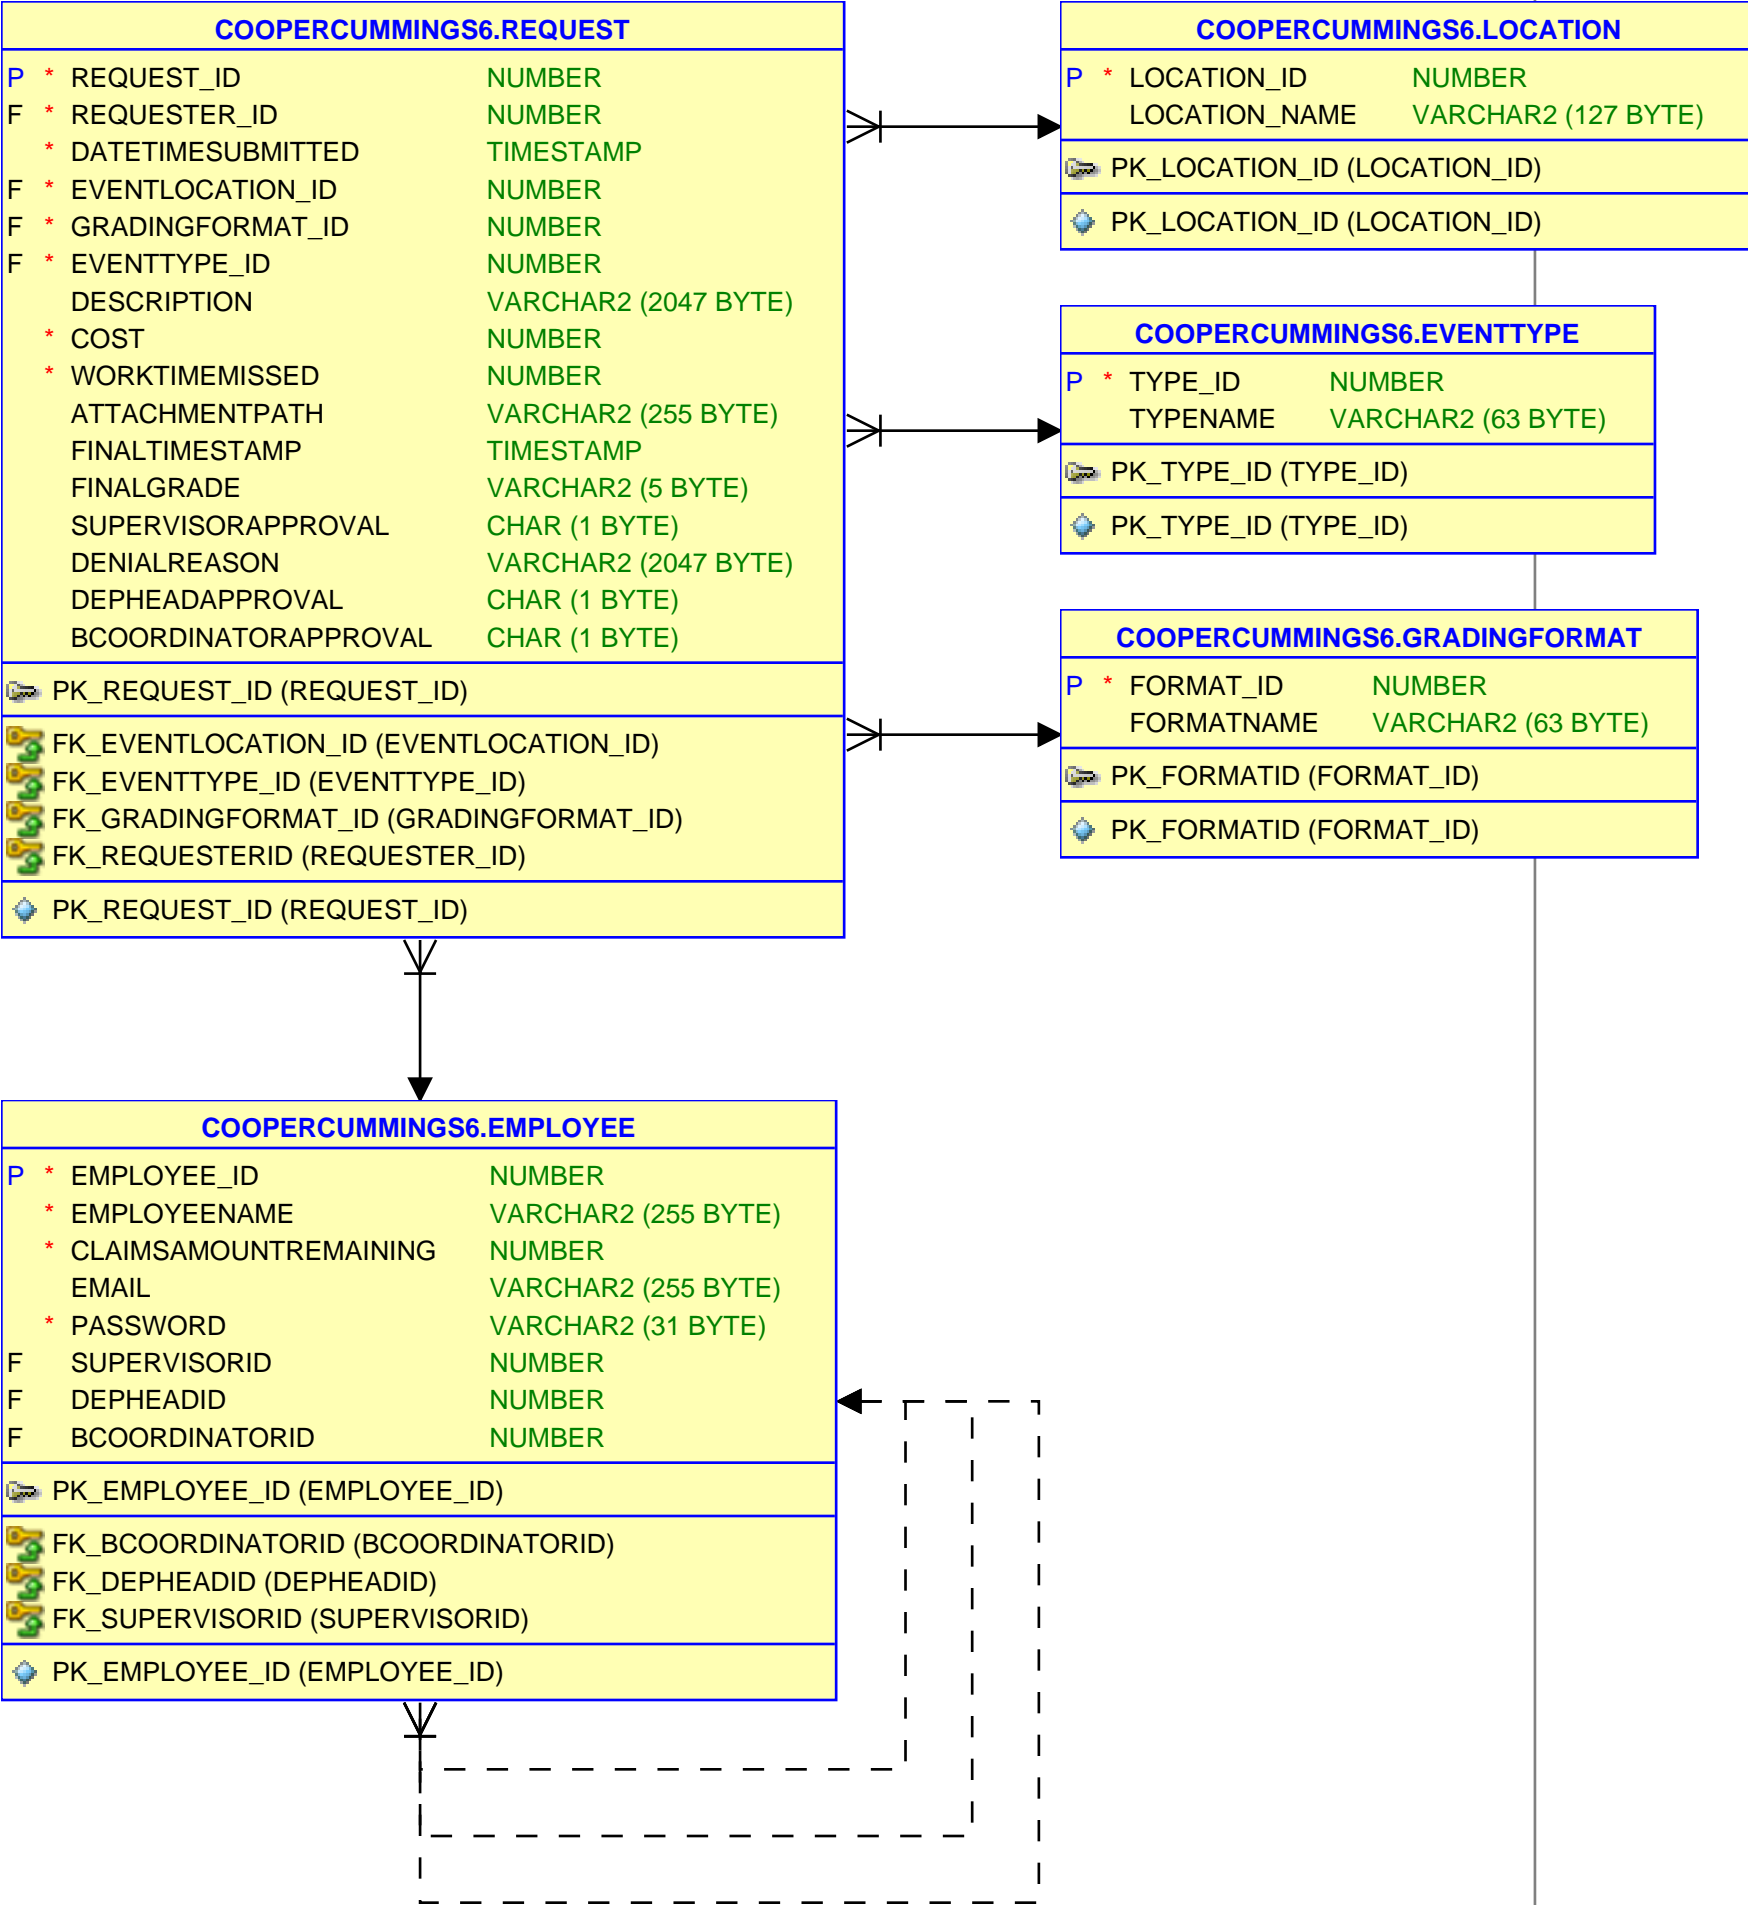 COOPERCUMMINGS6.REQUEST
P * REQUEST_ID NUMBER
F * REQUESTER_ID NUMBER
* DATETIMESUBMITTED TIMESTAMP
F * EVENTLOCATION_ID NUMBER
F * GRADINGFORMAT_ID NUMBER
F * EVENTTYPE_ID NUMBER
DESCRIPTION VARCHAR2 (2047 BYTE)
* COST NUMBER
* WORKTIMEMISSED NUMBER
ATTACHMENTPATH VARCHAR2 (255 BYTE)
FINALTIMESTAMP TIMESTAMP
FINALGRADE VARCHAR2 (5 BYTE)
SUPERVISORAPPROVAL CHAR (1 BYTE)
DENIALREASON VARCHAR2 (2047 BYTE)
DEPHEADAPPROVAL CHAR (1 BYTE)
BCOORDINATORAPPROVAL CHAR (1 BYTE)
PK_REQUEST_ID (REQUEST_ID)
FK_EVENTLOCATION_ID (EVENTLOCATION_ID)
FK_EVENTTYPE_ID (EVENTTYPE_ID)
FK_GRADINGFORMAT_ID (GRADINGFORMAT_ID)
FK_REQUESTERID (REQUESTER_ID)
PK_REQUEST_ID (REQUEST_ID)
COOPERCUMMINGS6.LOCATION
P * LOCATION_ID NUMBER
LOCATION_NAME VARCHAR2 (127 BYTE)
PK_LOCATION_ID (LOCATION_ID)
PK_LOCATION_ID (LOCATION_ID)
COOPERCUMMINGS6.EVENTTYPE
P * TYPE_ID NUMBER
TYPENAME VARCHAR2 (63 BYTE)
PK_TYPE_ID (TYPE_ID)
PK_TYPE_ID (TYPE_ID)
COOPERCUMMINGS6.GRADINGFORMAT
P * FORMAT_ID NUMBER
FORMATNAME VARCHAR2 (63 BYTE)
PK_FORMATID (FORMAT_ID)
PK_FORMATID (FORMAT_ID)
COOPERCUMMINGS6.EMPLOYEE
P * EMPLOYEE_ID NUMBER
* EMPLOYEENAME VARCHAR2 (255 BYTE)
* CLAIMSAMOUNTREMAINING NUMBER
EMAIL VARCHAR2 (255 BYTE)
* PASSWORD VARCHAR2 (31 BYTE)
F SUPERVISORID NUMBER
F DEPHEADID NUMBER
F BCOORDINATORID NUMBER
PK_EMPLOYEE_ID (EMPLOYEE_ID)
FK_BCOORDINATORID (BCOORDINATORID)
FK_DEPHEADID (DEPHEADID)
FK_SUPERVISORID (SUPERVISORID)
PK_EMPLOYEE_ID (EMPLOYEE_ID)